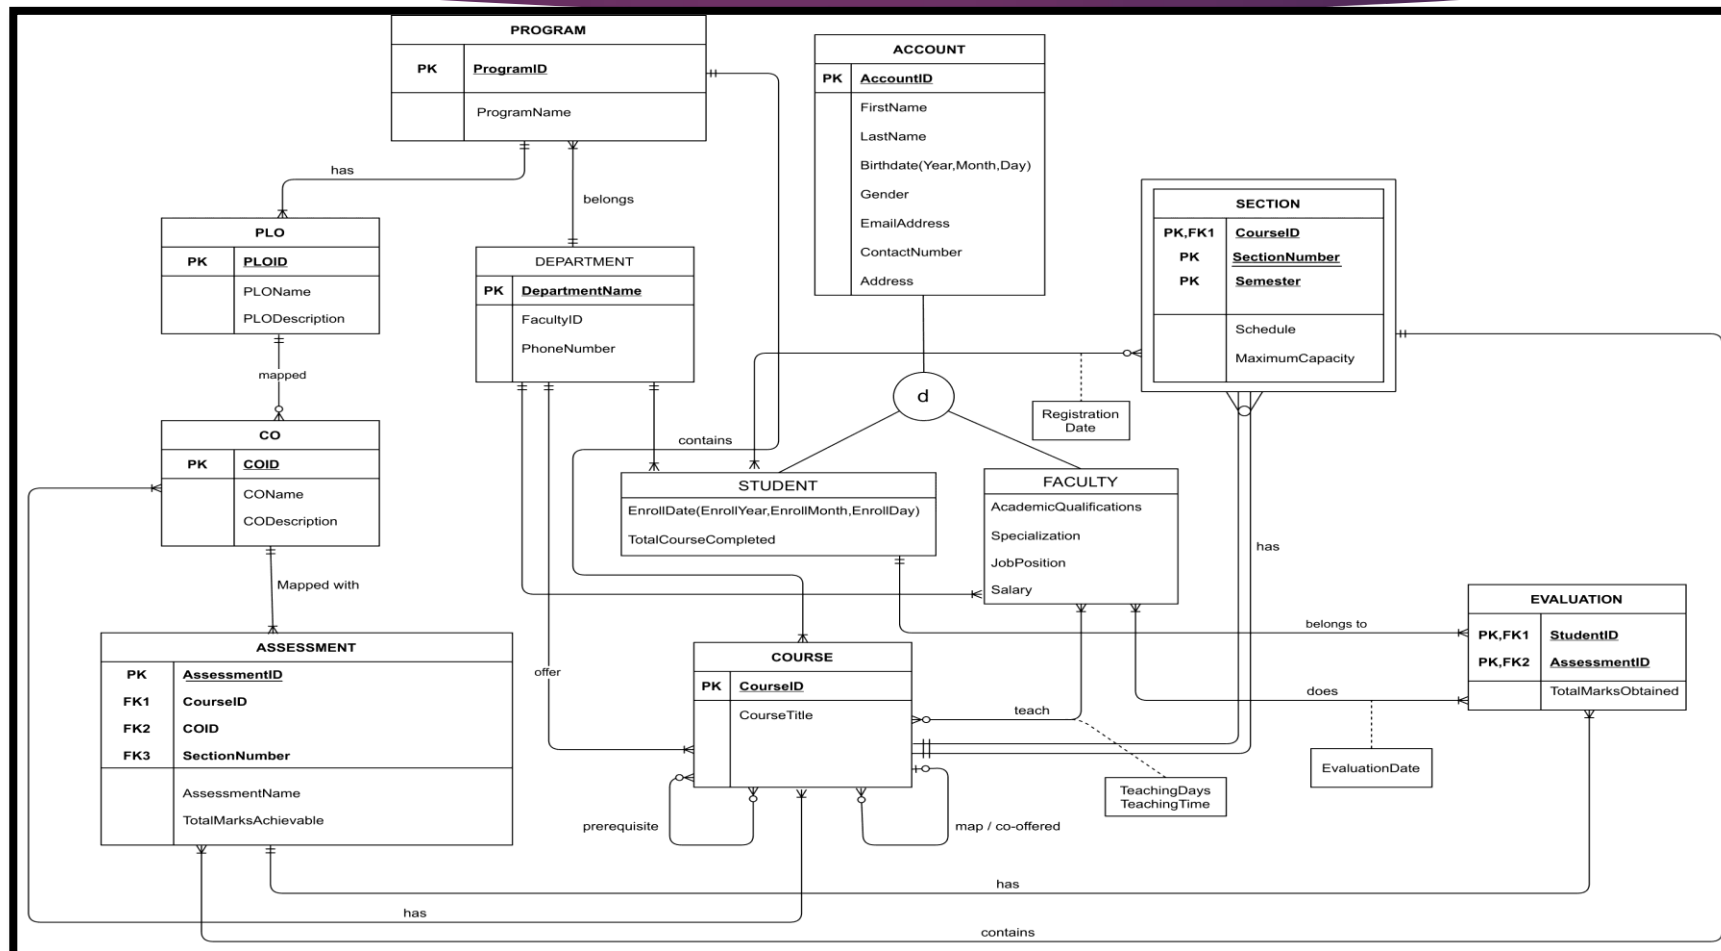 PROGRAM
PK ProgramID
ProgramName
ACCOUNT
PK AccountID
FirstName
LastName
Birthdate(Year,Month,Day)
Gender
EmailAddress
ContactNumber
Address
has
belongs
PLO
PK PLOID
PLOName
PLODescription
DEPARTMENT
PK DepartmentName
FacultyID
PhoneNumber
SECTION
PK,FK1 CourseID
PK SectionNumber
PK Semester
Schedule
MaximumCapacity
mapped
d
Registration
Date
contains
CO
PK COID
COName
CODescription
STUDENT
EnrollDate(EnrollYear,EnrollMonth,EnrollDay)
TotalCourseCompleted
FACULTY
AcademicQualifications
Specialization
JobPosition
Salary
has
Mapped with
EVALUATION
PK,FK1 StudentID
PK,FK2 AssessmentID
TotalMarksObtained
belongs to
ASSESSMENT
PK AssessmentID
FK1 CourseID
FK2 COID
FK3 SectionNumber
AssessmentName
TotalMarksAchievable
offer
COURSE
PK CourseID
CourseTitle
teach
does
EvaluationDate
TeachingDays
TeachingTime
prerequisite
map / co-offered
has
has
contains